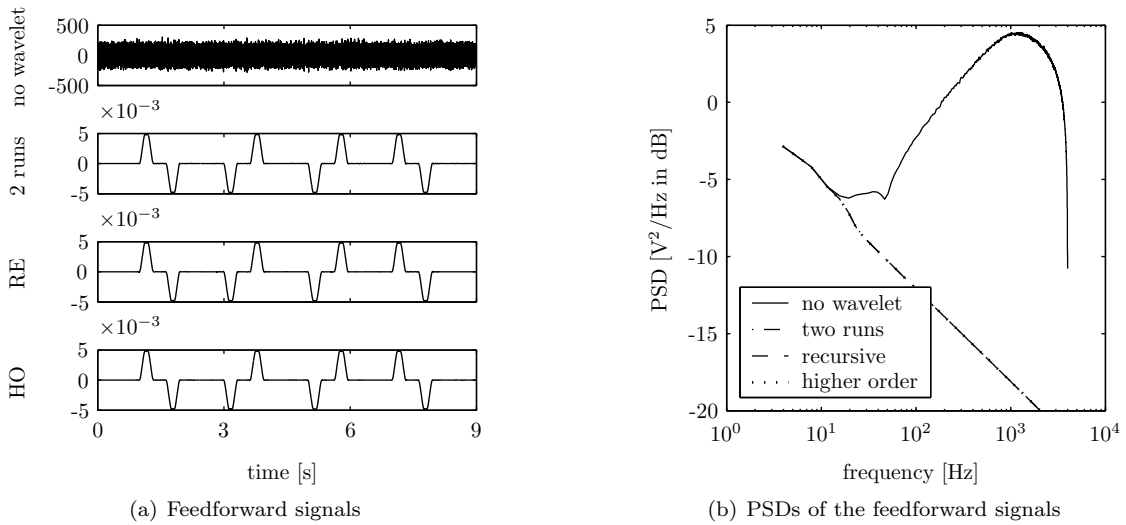 no wavelet
500
0
-500
×10⁻³
2 runs
5
0
-5
×10⁻³
RE
5
0
-5
×10⁻³
HO
5
0
-5
0
3
6
9
time [s]
(a) Feedforward signals
PSD [V²/Hz in dB]
5
0
-5
-10
-15
-20
no wavelet
two runs
recursive
higher order
10⁰
10¹
10²
10³
10⁴
frequency [Hz]
(b) PSDs of the feedforward signals